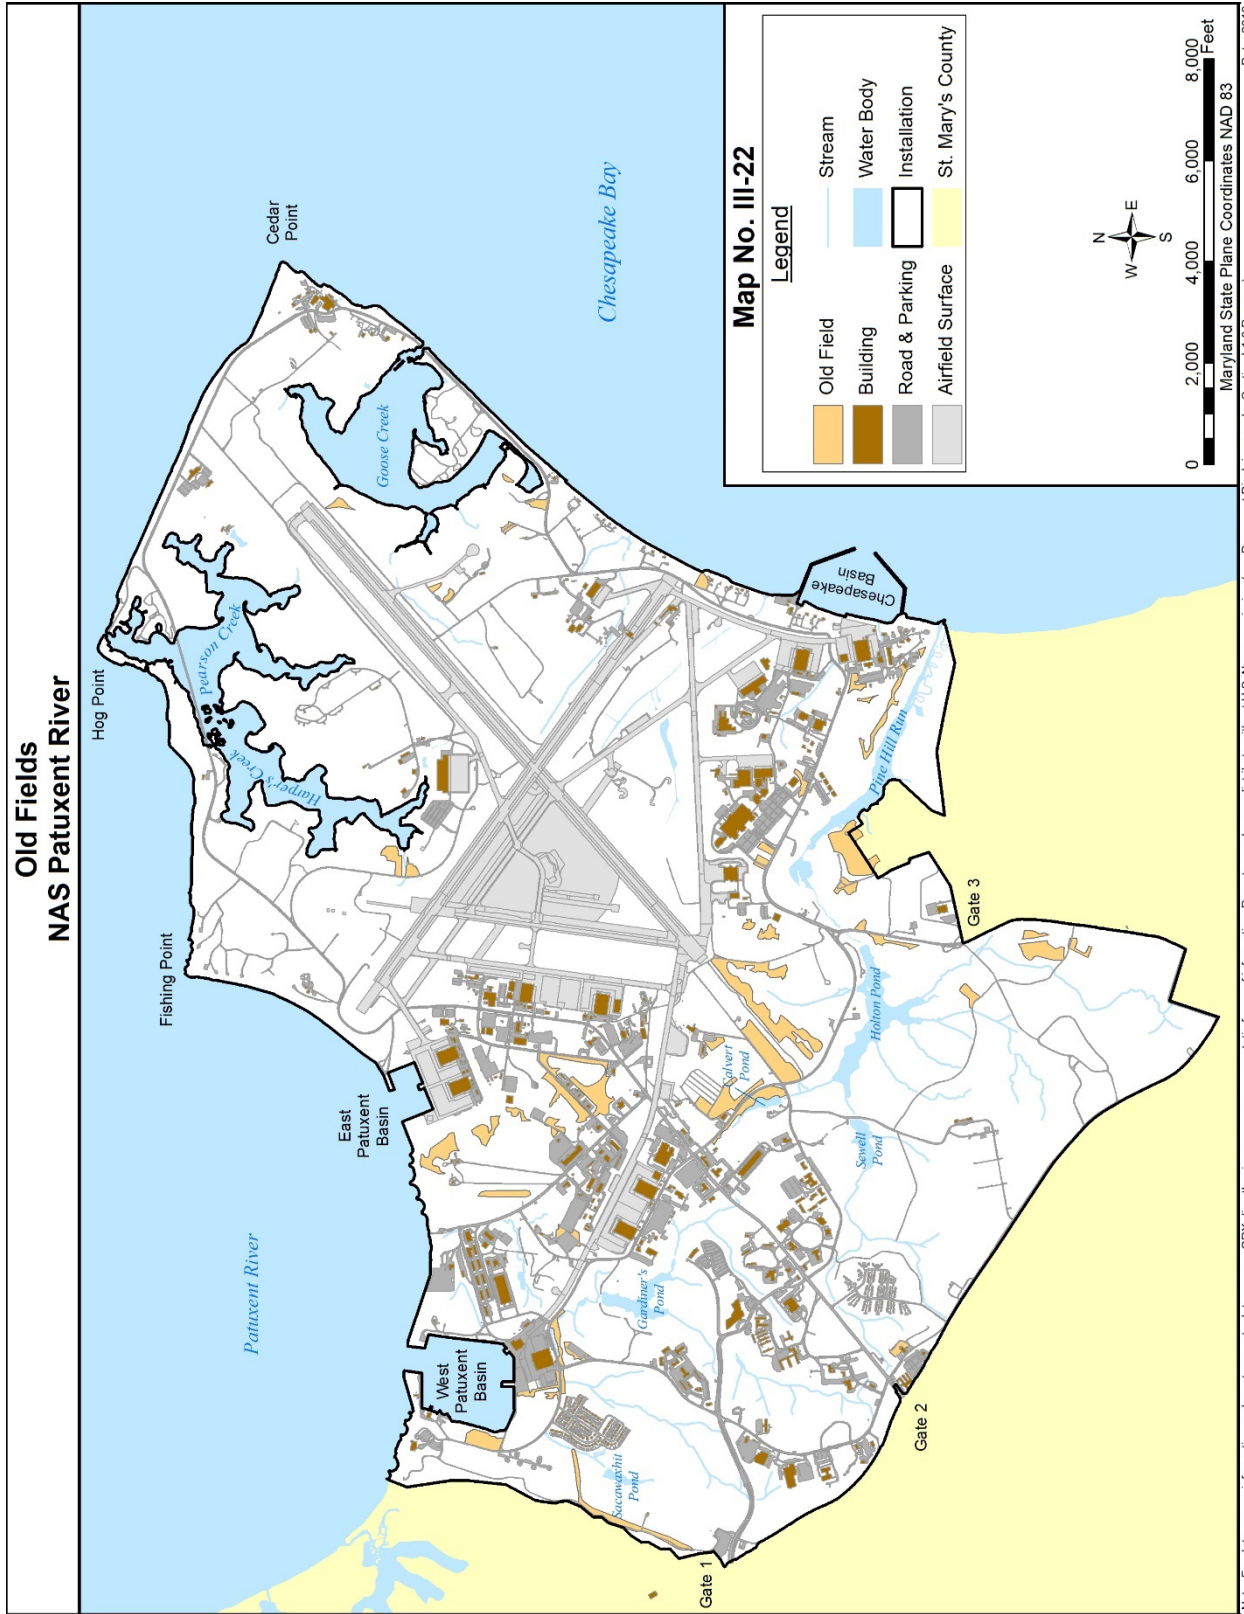 Old Fields
NAS Patuxent River
Hog Point
Cedar
Point
Fishing Point
Pearson Creek
Harper's Creek
Goose Creek
Chesapeake Bay
Patuxent River
East
Patuxent
Basin
West
Patuxent
Basin
Chesapeake
Basin
Pine Hill Run
Calvert
Pond
Holton Pond
Sewell
Pond
Gardiner's
Pond
Sacawaxhit
Pond
Gate 1
Gate 2
Gate 3
Map No. III-22
Legend
Old Field
Building
Road & Parking
Airfield Surface
Stream
Water Body
Installation
St. Mary's County
N
W
E
S
0
2,000
4,000
6,000
8,000
Feet
Maryland State Plane Coordinates NAD 83